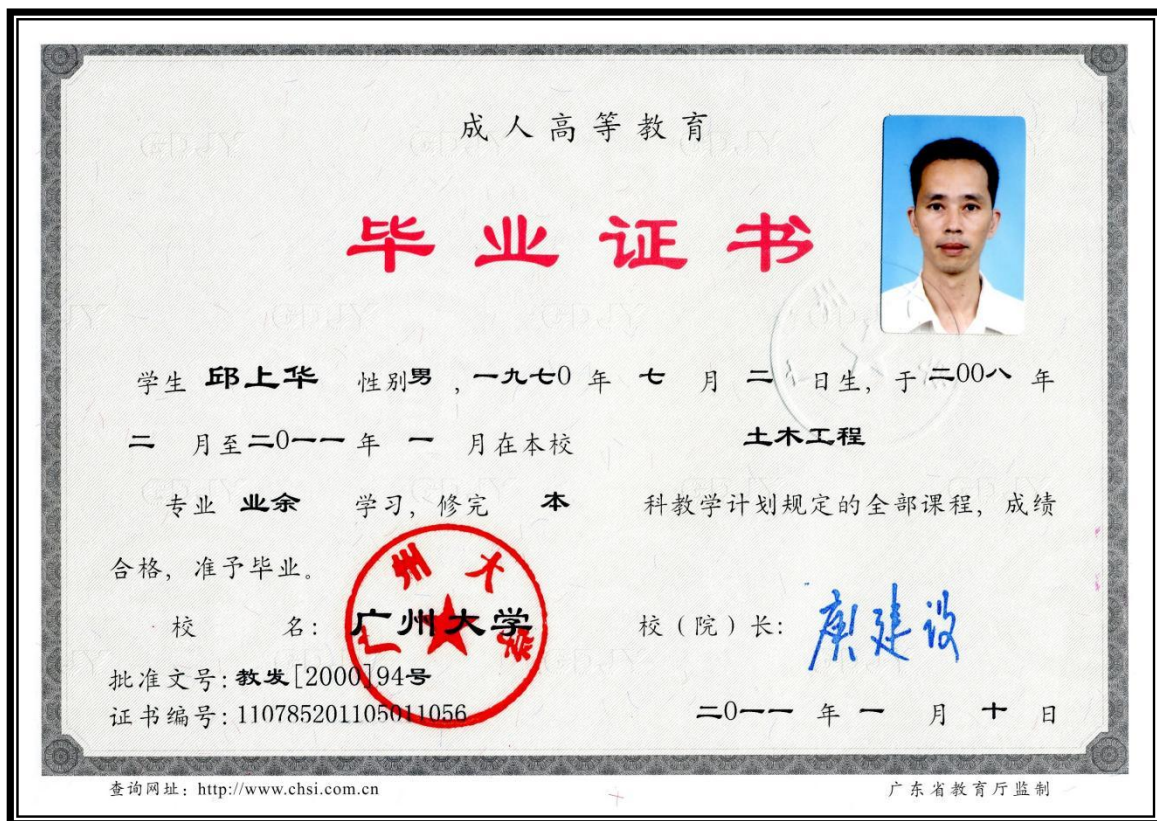 成人高等教育
毕业证书
学生 邱上华 性别男，一九七0 年 七 月 二 日生，于 二00八 年
二 月至二0一一 年 一 月在本校 土木工程
专业 业余 学习，修完 本 科教学计划规定的全部课程，成绩
合格，准予毕业。
校 名：广州大学 校（院）长：庾建设
批准文号：教发[2000]94号
证书编号：110785201105011056
二0一一 年 一 月 十 日
广州大学
查询网址：http://www.chsi.com.cn 广东省教育厅监制